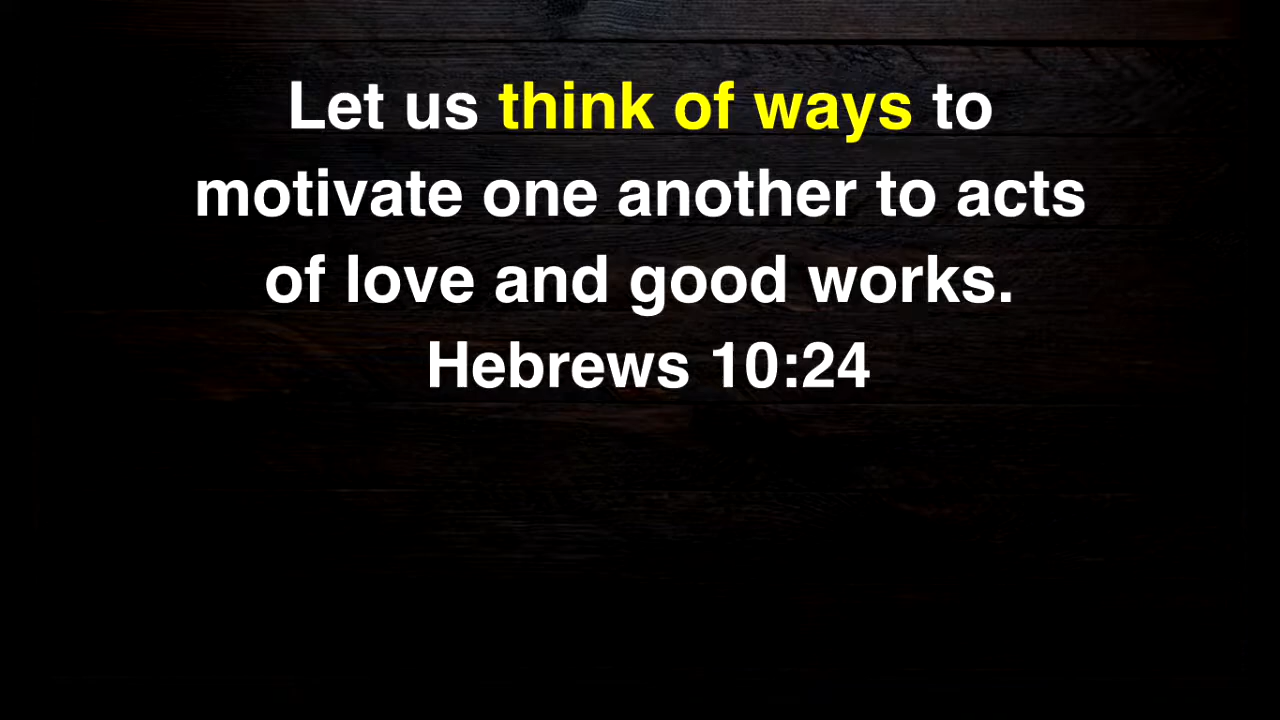 Let us think of ways to
motivate one another to acts
of love and good works.
Hebrews 10:24